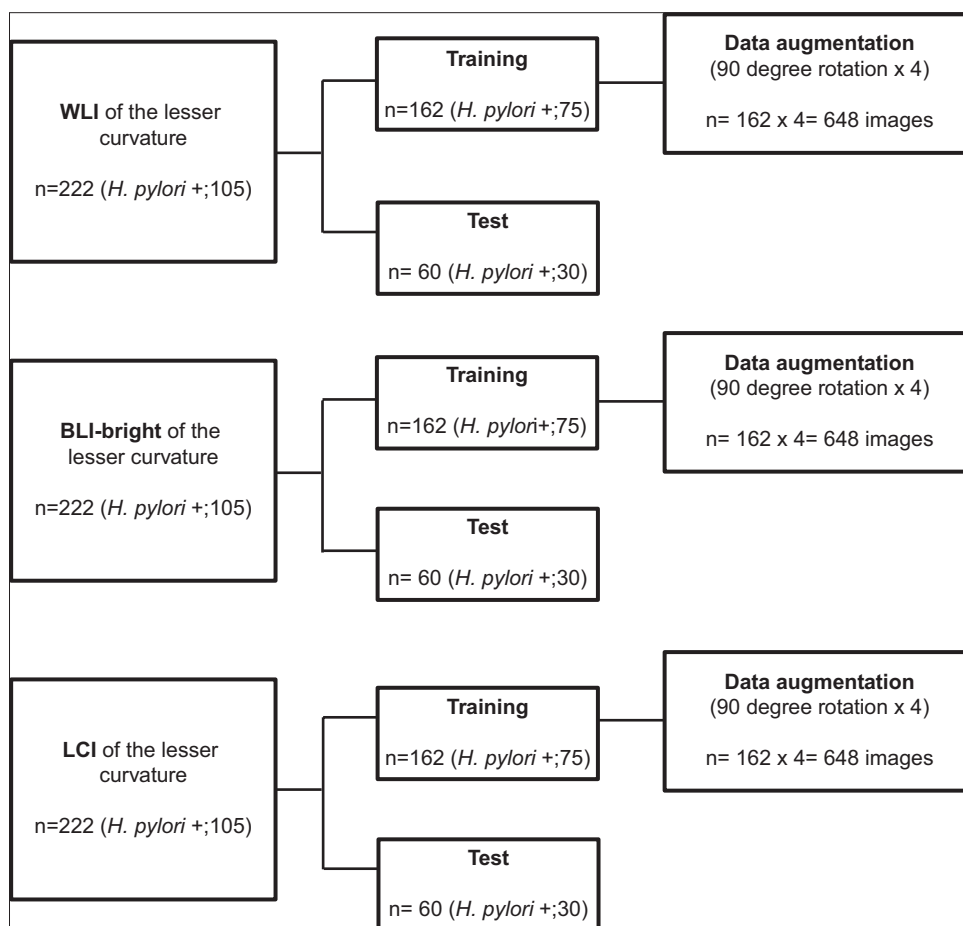 WLI of the lesser
curvature
n=222 (H. pylori +;105)
Training
n=162 (H. pylori +;75)
Data augmentation
(90 degree rotation x 4)
n= 162 x 4= 648 images
Test
n= 60 (H. pylori +;30)
BLI-bright of the
lesser curvature
n=222 (H. pylori +;105)
Training
n=162 (H. pylori+;75)
Data augmentation
(90 degree rotation x 4)
n= 162 x 4= 648 images
Test
n= 60 (H. pylori +;30)
LCI of the lesser
curvature
n=222 (H. pylori +;105)
Training
n=162 (H. pylori +;75)
Data augmentation
(90 degree rotation x 4)
n= 162 x 4= 648 images
Test
n= 60 (H. pylori +;30)